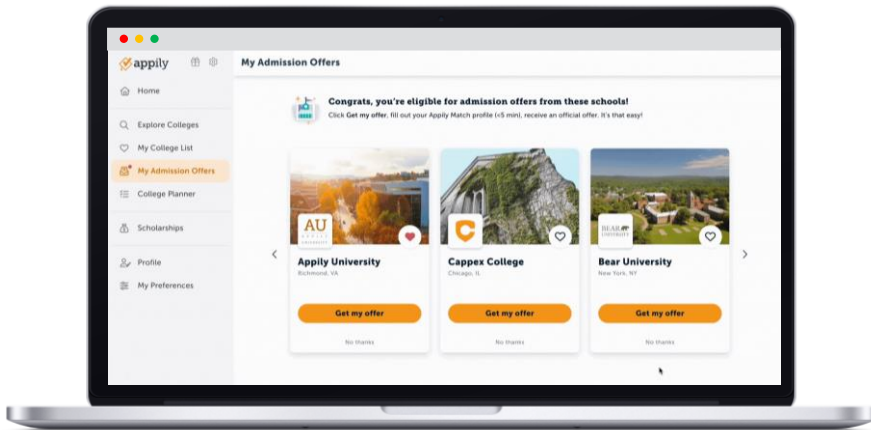 appily
My Admission Offers
Home
Explore Colleges
My College List
My Admission Offers
College Planner
Scholarships
Profile
My Preferences
Congrats, you're eligible for admission offers from these schools!
Click Get my offer, fill out your Appily Match profile (<5 min), receive an official offer. It's that easy!
AU
UNIVERSITY
Appily University
Richmond, VA
Get my offer
No thanks
C
Cappex College
Chicago, IL
Get my offer
No thanks
BEAR
UNIVERSITY
Bear University
New York, NY
Get my offer
No thanks